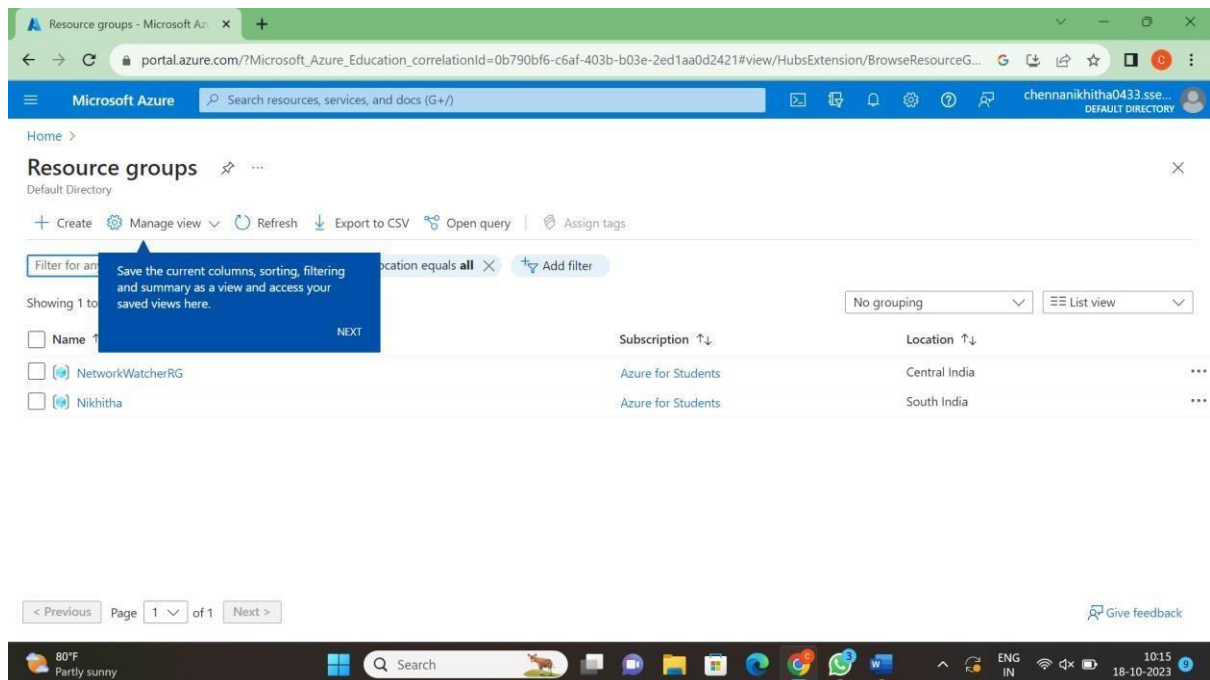 Resource groups - Microsoft Az
portal.azure.com/?Microsoft_Azure_Education_correlationId=0b790bf6-c6af-403b-b03e-2ed1aa0d2421#view/HubsExtension/BrowseResourceG...
Microsoft Azure
Search resources, services, and docs (G+/)
chennanikhitha0433.sse...
DEFAULT DIRECTORY
Home >
Resource groups
Default Directory
Create Manage view Refresh Export to CSV Open query Assign tags
Filter for an
ocation equals all
Add filter
Save the current columns, sorting, filtering
and summary as a view and access your
saved views here.
NEXT
Showing 1 to
No grouping
List view
Name Subscription Location
NetworkWatcherRG Azure for Students Central India
Nikhitha Azure for Students South India
< Previous Page 1 of 1 Next >
Give feedback
80°F
Partly sunny
Search
C
3
ENG
IN
10:15
18-10-2023
9